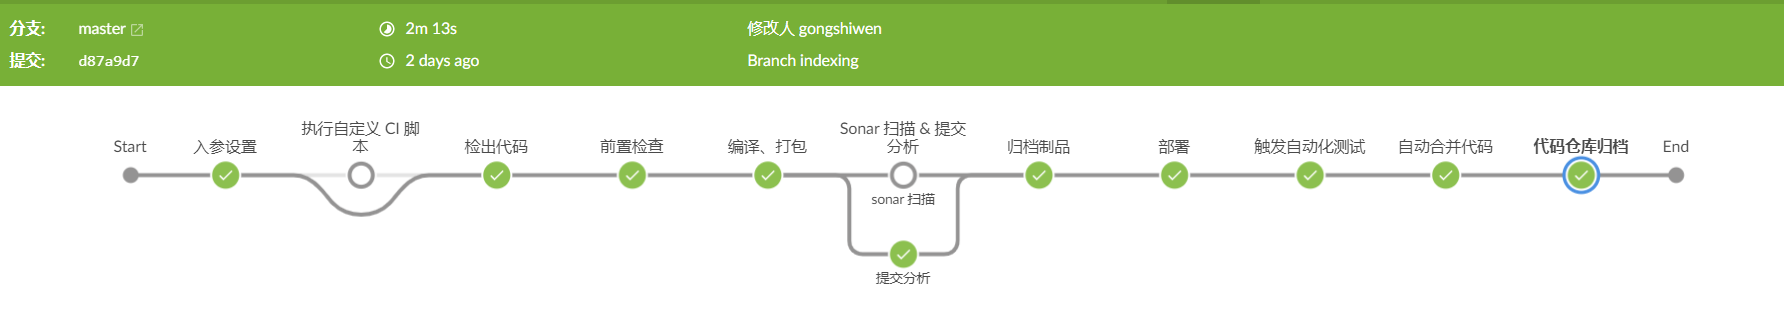 分支: master 2m 13s 修改人 gongshiwen
提交: d87a9d7 2 days ago Branch indexing
Start
入参设置
执行自定义 CI 脚
本
检出代码
前置检查
编译、打包
Sonar 扫描 & 提交
分析
sonar 扫描
提交分析
归档制品
部署
触发自动化测试
自动合并代码
代码仓库归档
End